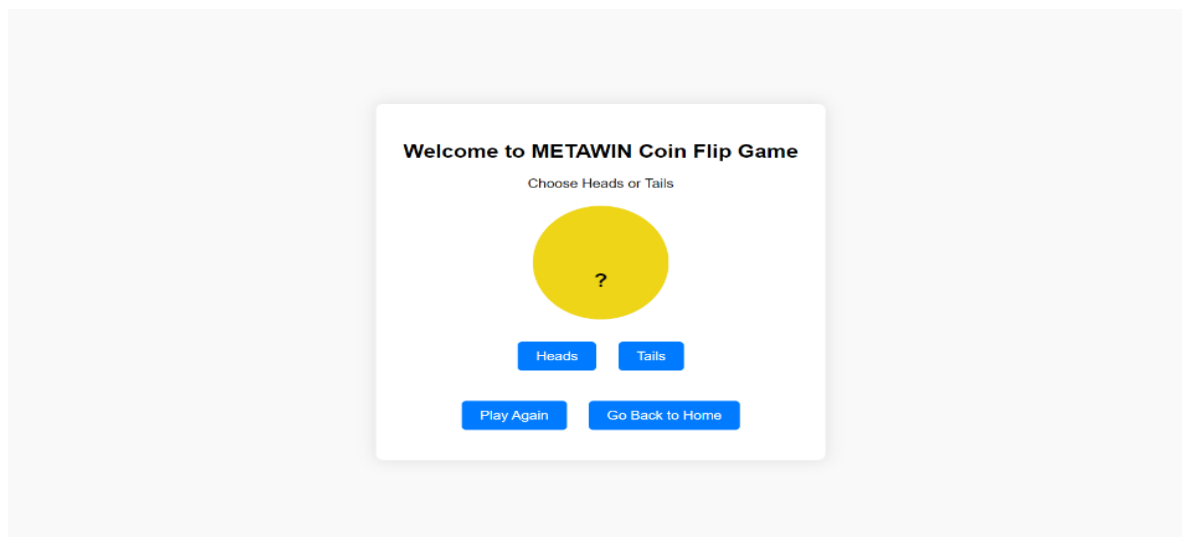 Welcome to METAWIN Coin Flip Game
Choose Heads or Tails
?
Heads Tails
Play Again Go Back to Home